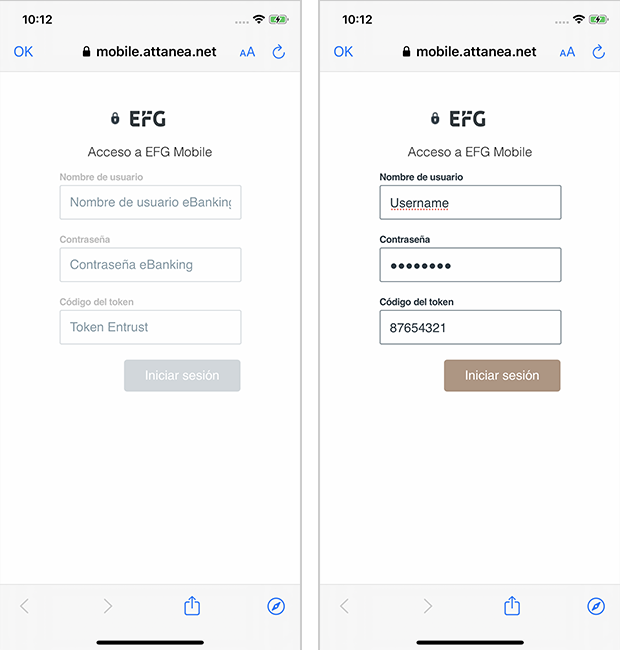 10:12
OK mobile.attanea.net AA
EFG
Acceso a EFG Mobile
Nombre de usuario
Nombre de usuario eBanking
Contraseña
Contraseña eBanking
Código del token
Token Entrust
Iniciar sesión
10:12
OK mobile.attanea.net AA
EFG
Acceso a EFG Mobile
Nombre de usuario
Username
Contraseña
●●●●●●●●
Código del token
87654321
Iniciar sesión